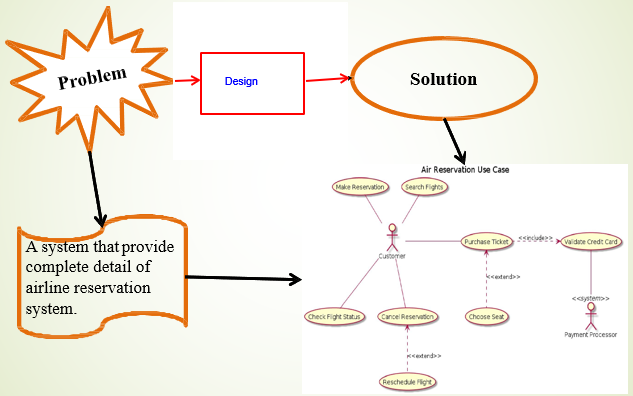 Problem
Design
Solution
A system that provide
complete detail of
airline reservation
system.
Air Reservation Use Case
Make Reservation
Search Flights
Customer
Purchase Ticket
<<include>>
Validate Credit Card
<<extend>>
<<system>>
Check Flight Status
Cancel Reservation
Choose Seat
Payment Processor
<<extend>>
Reschedule Flight